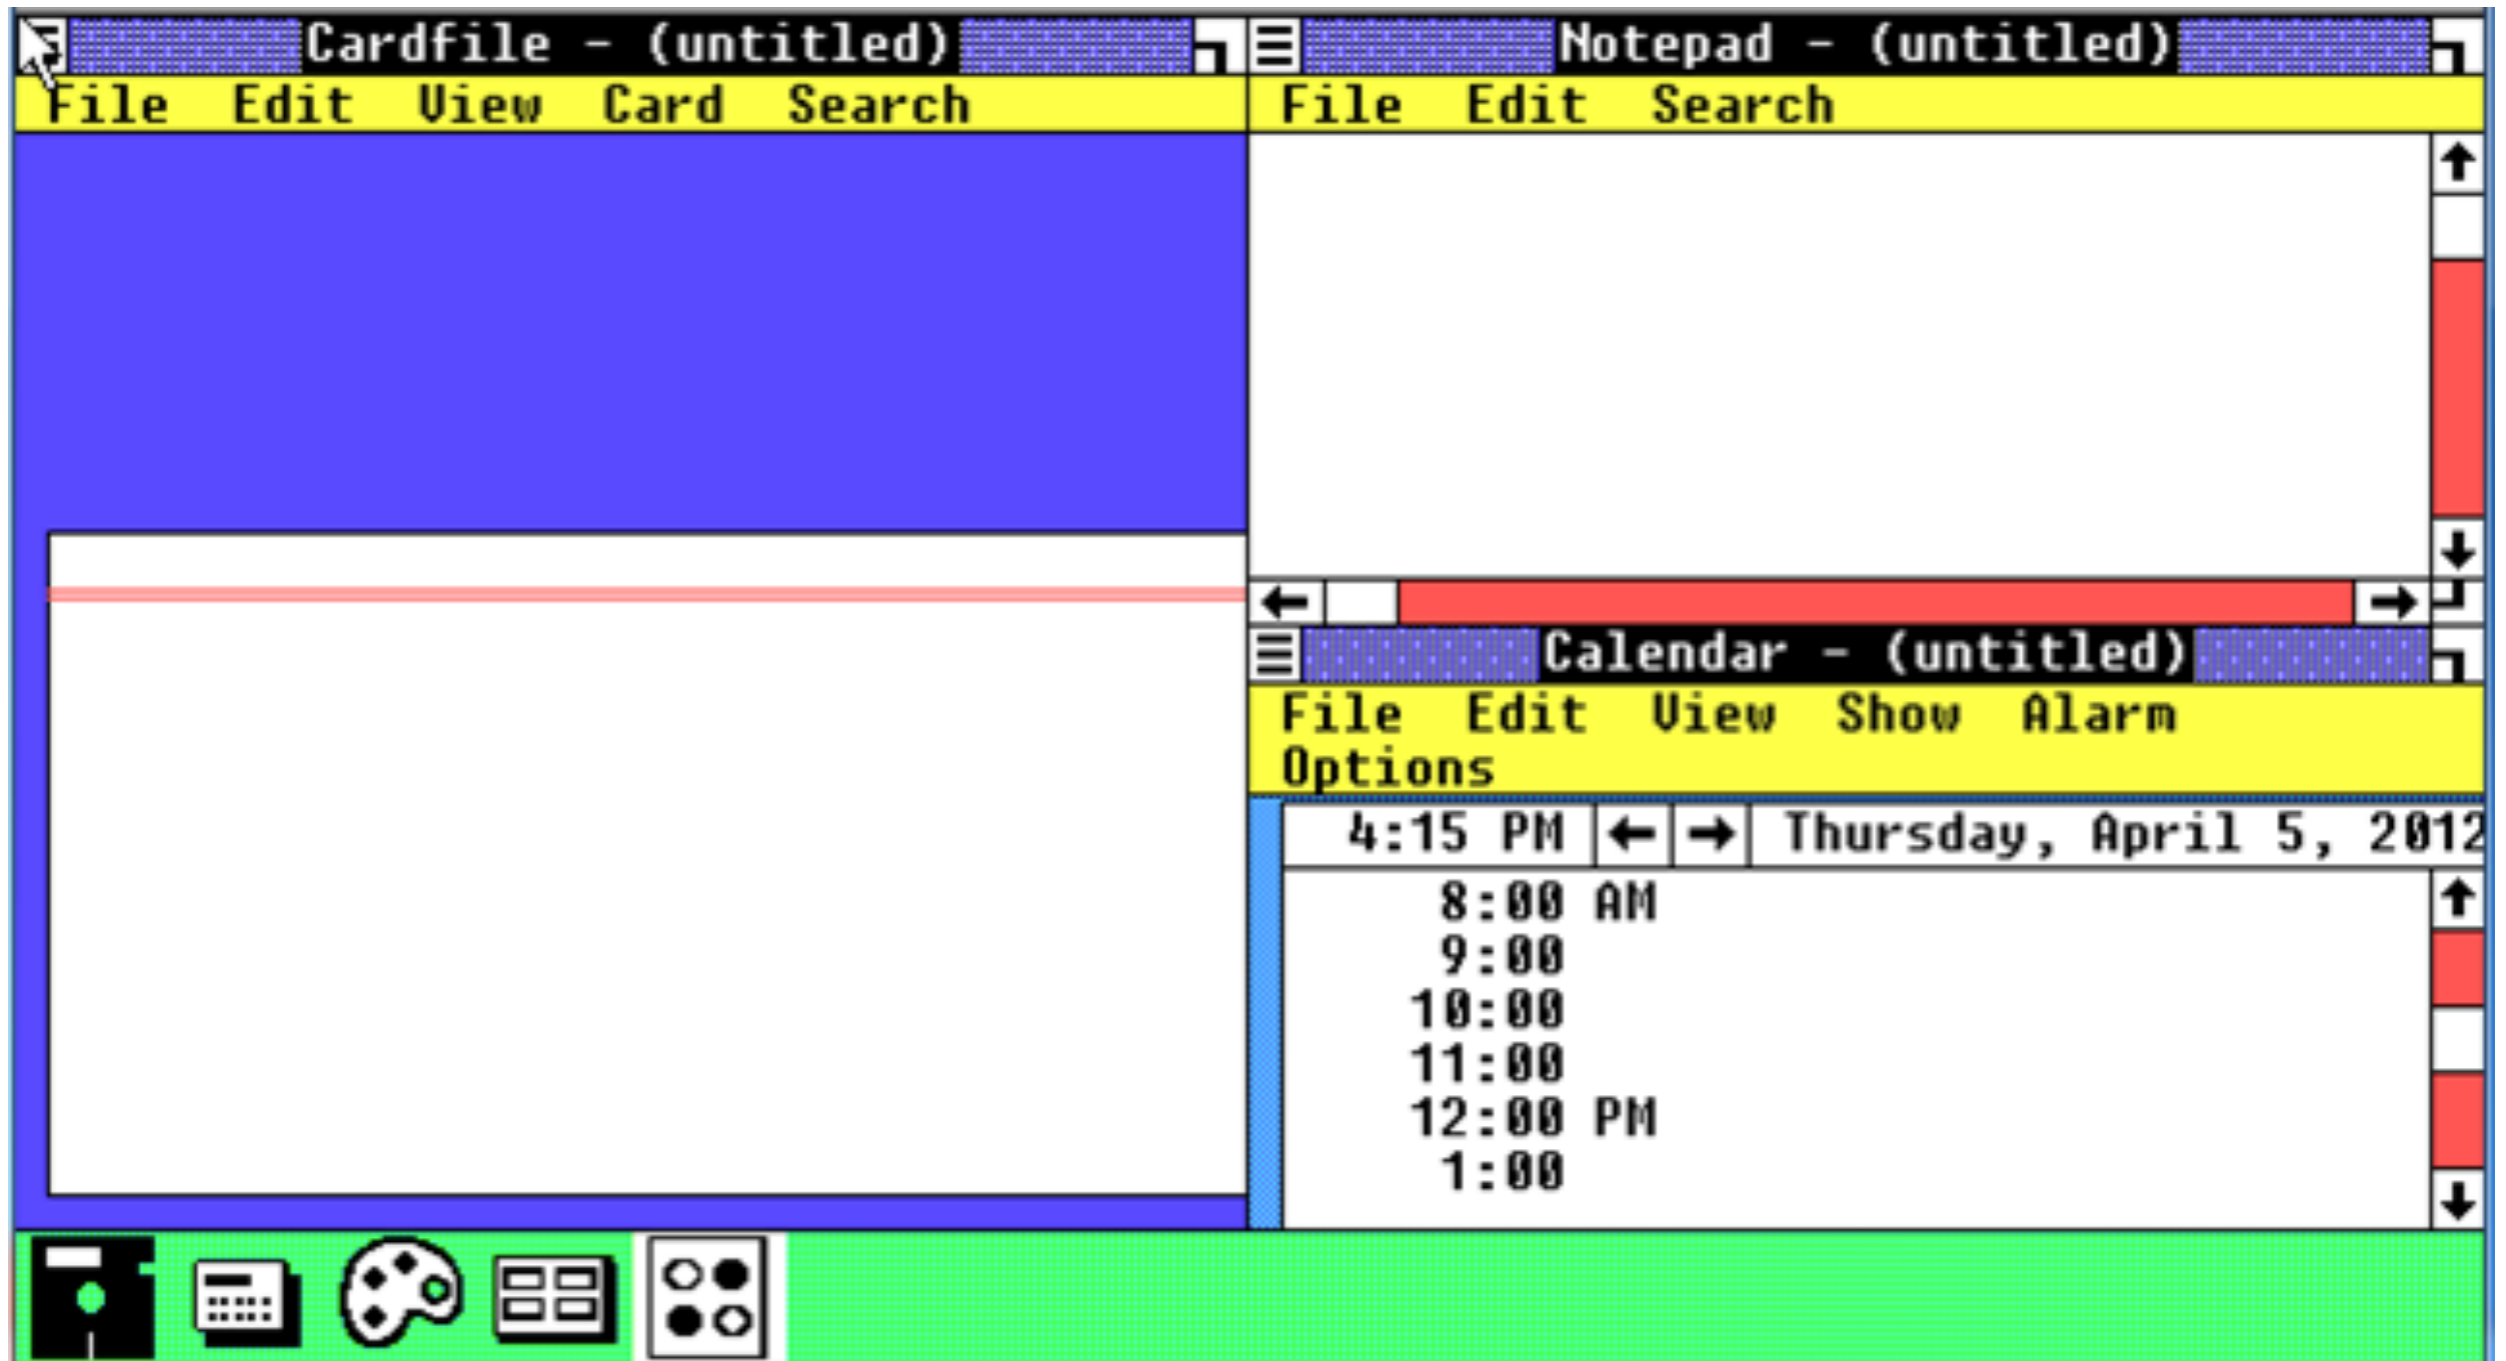 Cardfile - (untitled)
File Edit View Card Search
Notepad - (untitled)
File Edit Search
Calendar - (untitled)
File Edit View Show Alarm
Options
4:15 PM Thursday, April 5, 2012
8:00 AM
9:00
10:00
11:00
12:00 PM
1:00